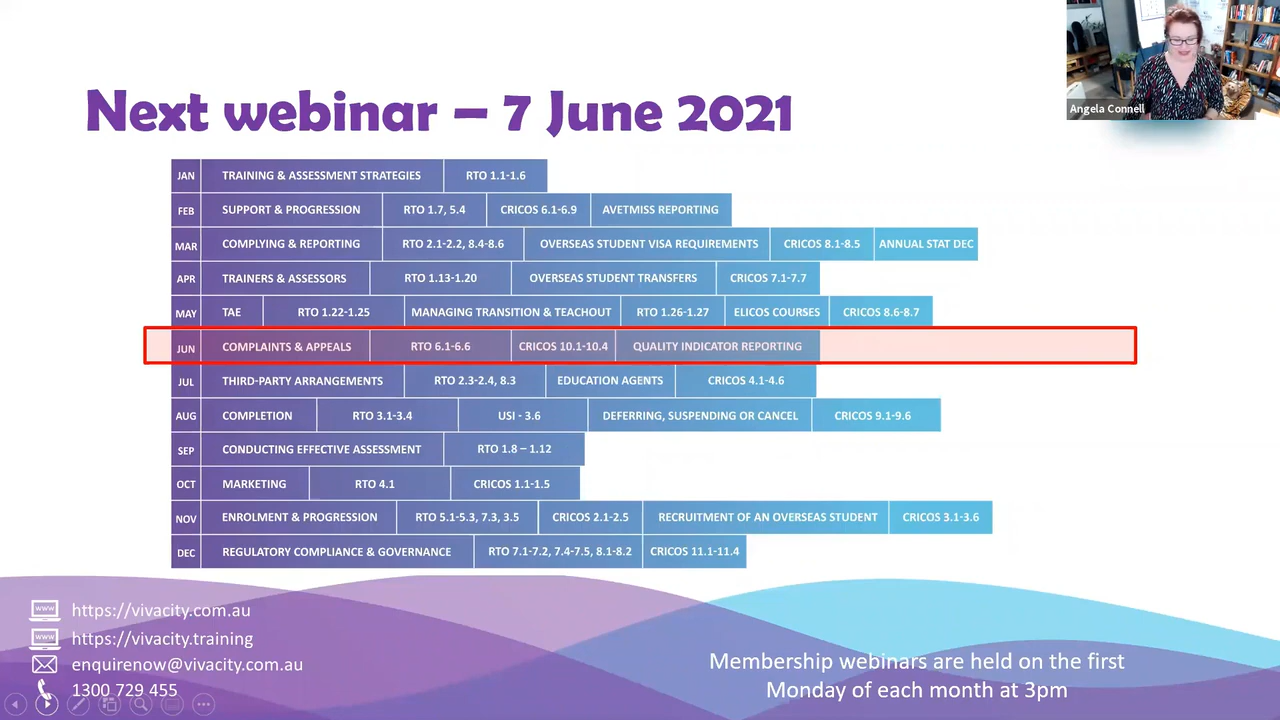 Angela Connell
Next webinar – 7 June 2021
JAN TRAINING & ASSESSMENT STRATEGIES RTO 1.1-1.6
FEB SUPPORT & PROGRESSION RTO 1.7, 5.4 CRICOS 6.1-6.9 AVETMISS REPORTING
MAR COMPLYING & REPORTING RTO 2.1-2.2, 8.4-8.6 OVERSEAS STUDENT VISA REQUIREMENTS CRICOS 8.1-8.5 ANNUAL STAT DEC
APR TRAINERS & ASSESSORS RTO 1.13-1.20 OVERSEAS STUDENT TRANSFERS CRICOS 7.1-7.7
MAY TAE RTO 1.22-1.25 MANAGING TRANSITION & TEACHOUT RTO 1.26-1.27 ELICOS COURSES CRICOS 8.6-8.7
JUN COMPLAINTS & APPEALS RTO 6.1-6.6 CRICOS 10.1-10.4 QUALITY INDICATOR REPORTING
JUL THIRD-PARTY ARRANGEMENTS RTO 2.3-2.4, 8.3 EDUCATION AGENTS CRICOS 4.1-4.6
AUG COMPLETION RTO 3.1-3.4 USI - 3.6 DEFERRING, SUSPENDING OR CANCEL CRICOS 9.1-9.6
SEP CONDUCTING EFFECTIVE ASSESSMENT RTO 1.8 – 1.12
OCT MARKETING RTO 4.1 CRICOS 1.1-1.5
NOV ENROLMENT & PROGRESSION RTO 5.1-5.3, 7.3, 3.5 CRICOS 2.1-2.5 RECRUITMENT OF AN OVERSEAS STUDENT CRICOS 3.1-3.6
DEC REGULATORY COMPLIANCE & GOVERNANCE RTO 7.1-7.2, 7.4-7.5, 8.1-8.2 CRICOS 11.1-11.4
www https://vivacity.com.au
www https://vivacity.training
enquirenow@vivacity.com.au
1300 729 455
Membership webinars are held on the first
Monday of each month at 3pm